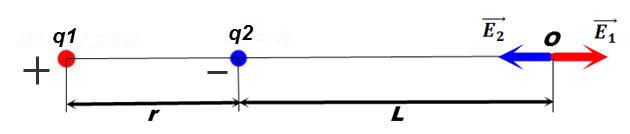 q1 q2 E₂ O E₁
+ −
r L